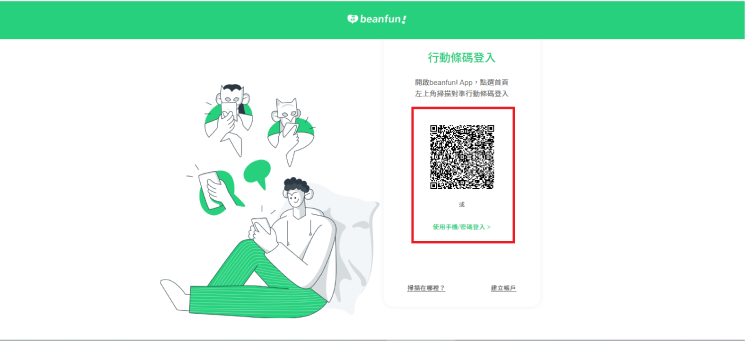 beanfun!
行動條碼登入
開啟beanfun! App，點選首頁
左上角掃描對準行動條碼登入
或
使用手機/密碼登入 >
掃描在哪裡？
建立帳戶